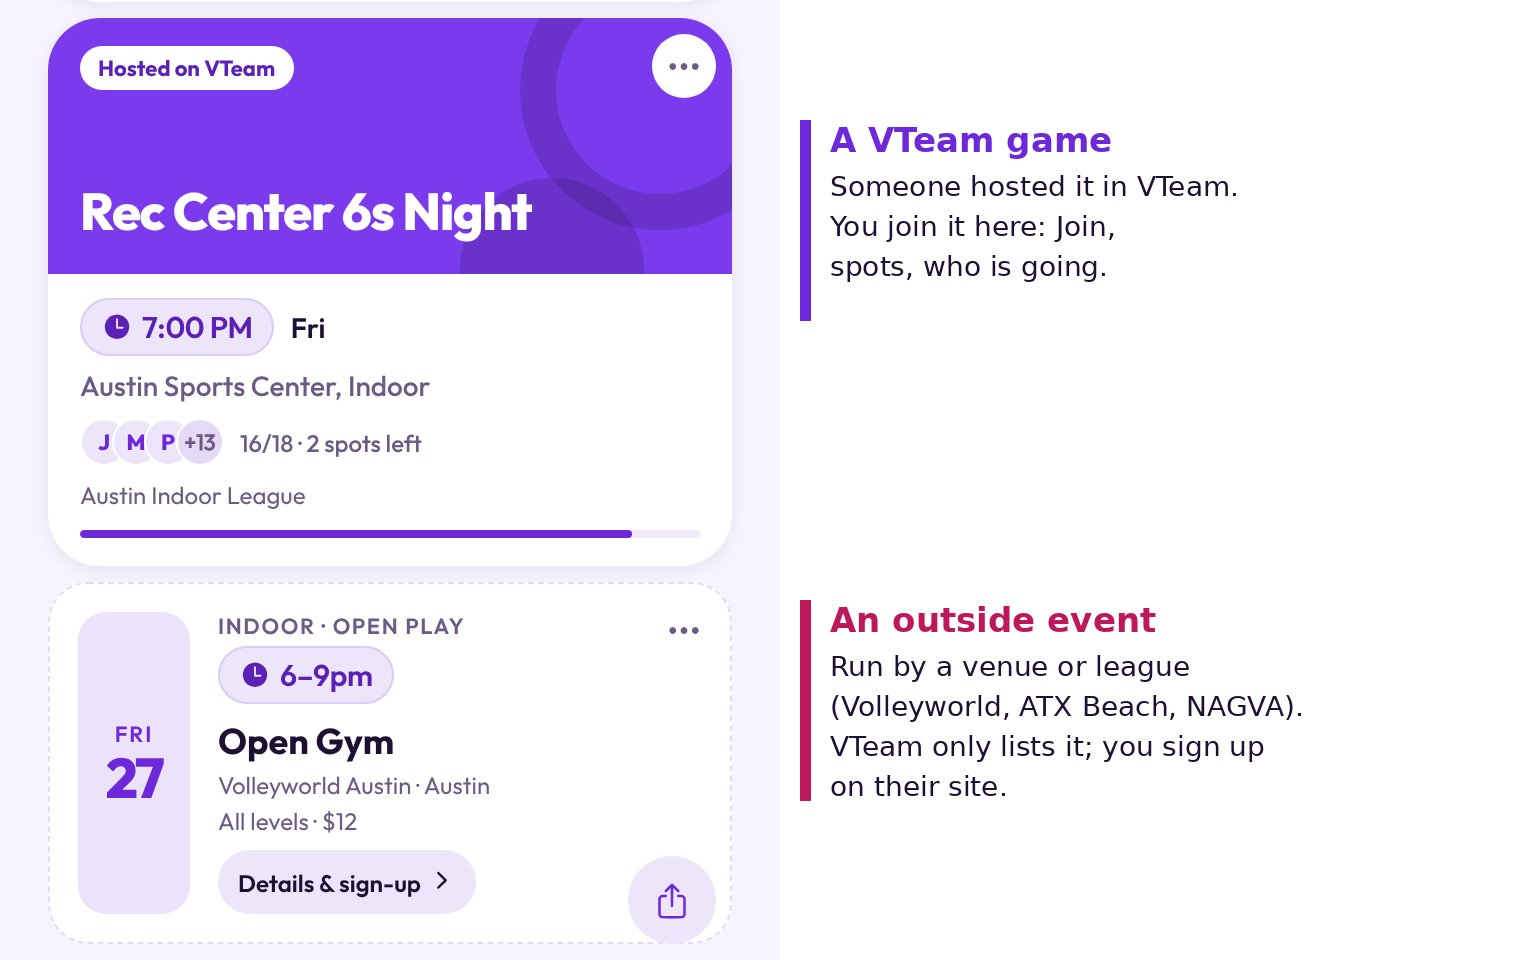 Hosted on VTeam
Rec Center 6s Night
7:00 PM Fri
Austin Sports Center, Indoor
J M P +13 16/18 · 2 spots left
Austin Indoor League
A VTeam game
Someone hosted it in VTeam.
You join it here: Join,
spots, who is going.
FRI
27
INDOOR · OPEN PLAY
6–9pm
Open Gym
Volleyworld Austin · Austin
All levels · $12
Details & sign-up
An outside event
Run by a venue or league
(Volleyworld, ATX Beach, NAGVA).
VTeam only lists it; you sign up
on their site.